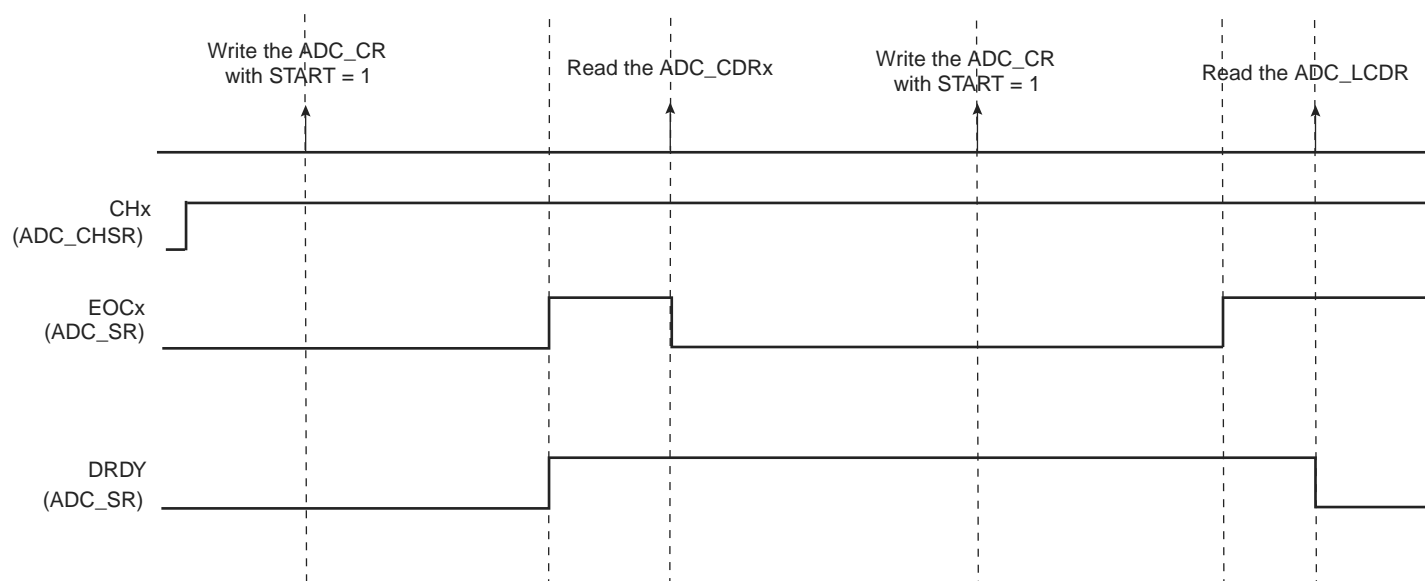 Write the ADC_CR
with START = 1
Read the ADC_CDRx
Write the ADC_CR
with START = 1
Read the ADC_LCDR
CHx
(ADC_CHSR)
EOCx
(ADC_SR)
DRDY
(ADC_SR)